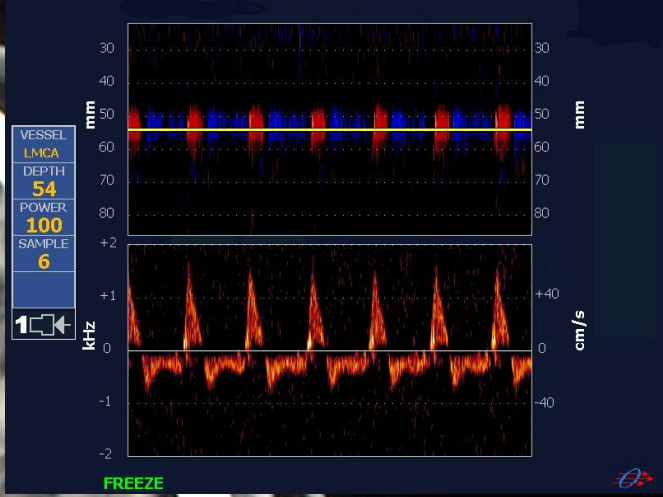 30 30
40 40
50 50
mm mm
60 60
70 70
80 80
VESSEL
LMCA
DEPTH
54
POWER
100
SAMPLE
6
1
+2
+1 +40
kHz 0 0 cm/s
-1 -40
-2
FREEZE